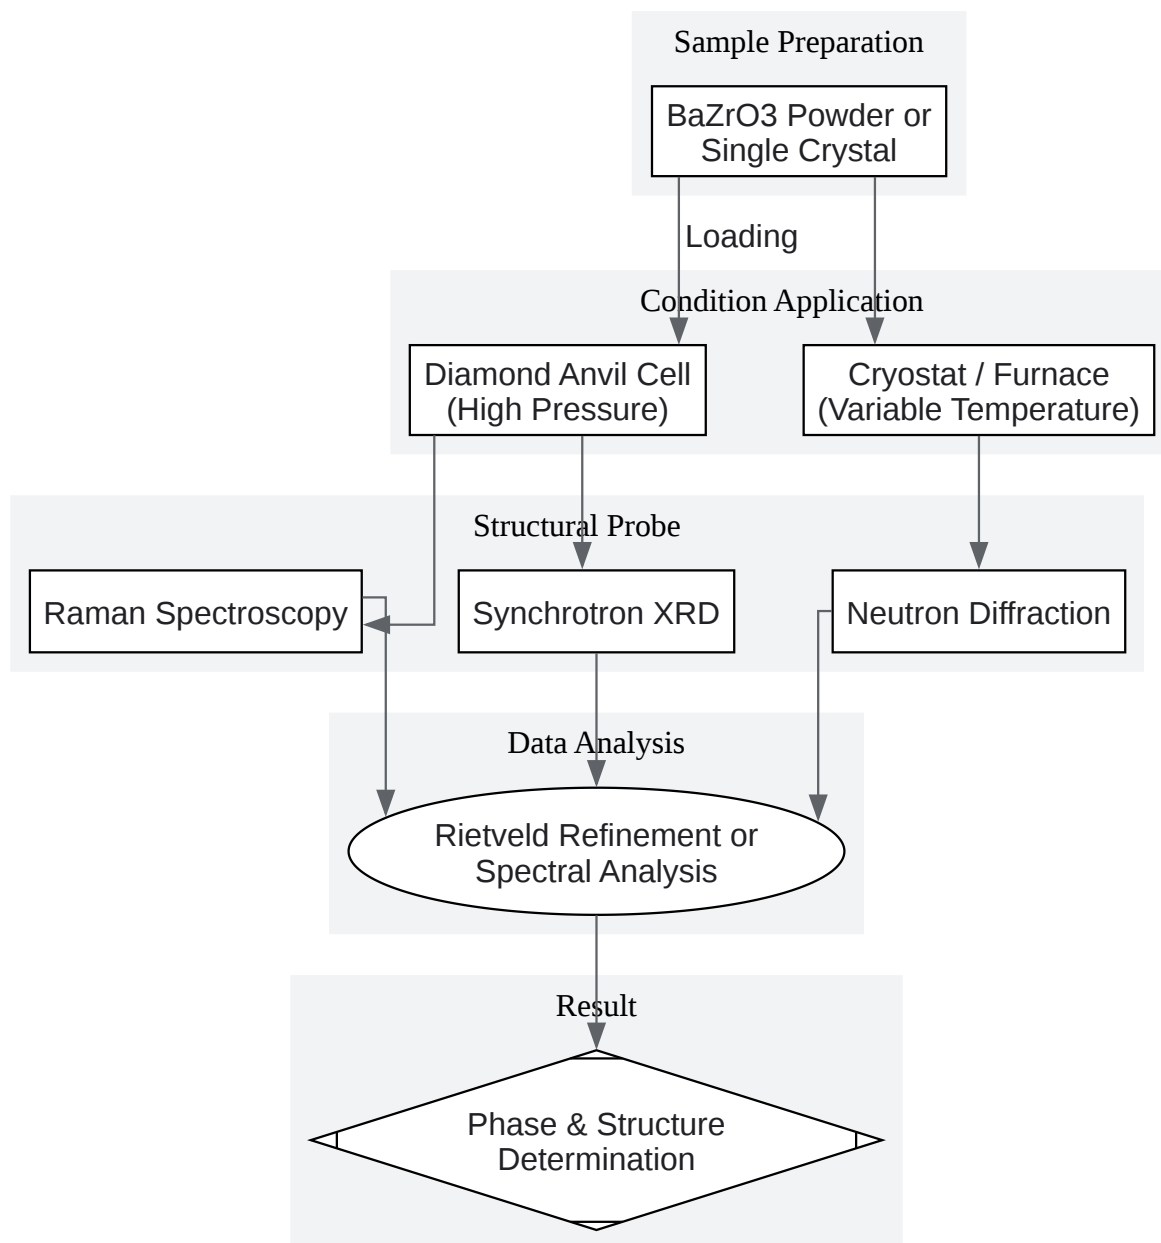 Sample Preparation
BaZrO3 Powder or
Single Crystal
Loading
Condition Application
Diamond Anvil Cell
(High Pressure)
Cryostat / Furnace
(Variable Temperature)
Structural Probe
Raman Spectroscopy
Synchrotron XRD
Neutron Diffraction
Data Analysis
Rietveld Refinement or
Spectral Analysis
Result
Phase & Structure
Determination